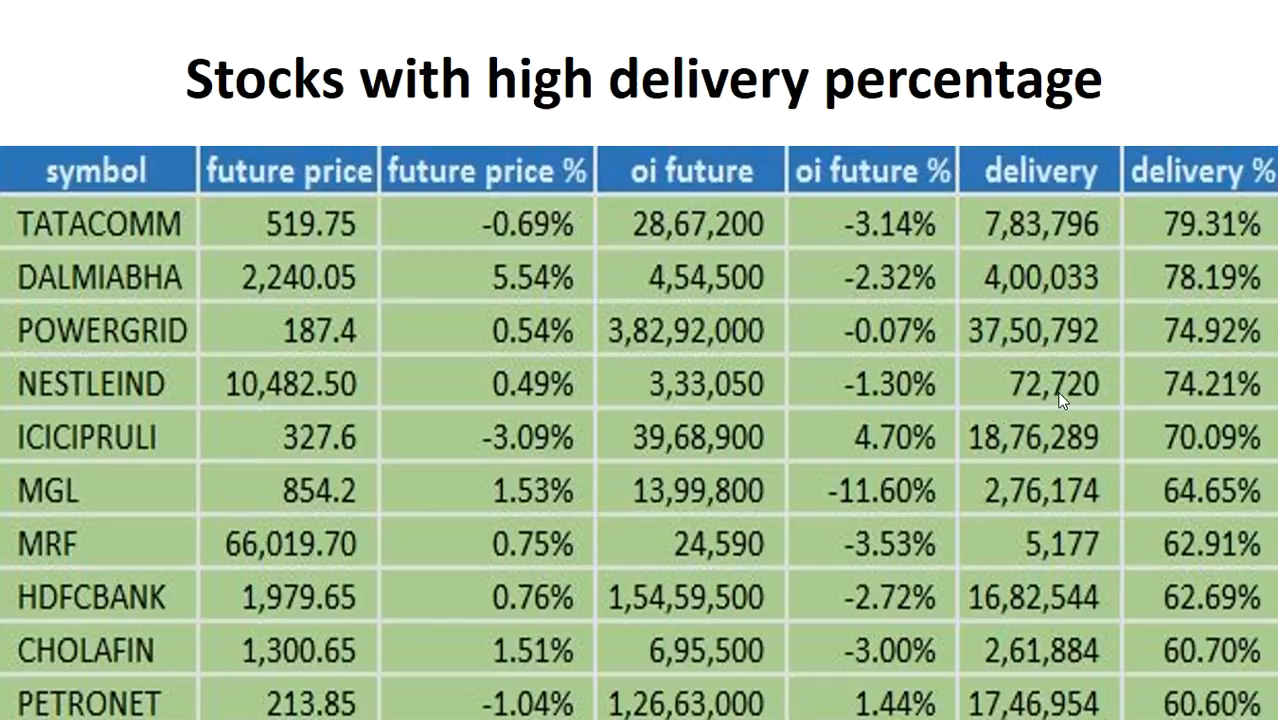 Stocks with high delivery percentage
symbol future price future price % oi future oi future % delivery delivery %
TATACOMM 519.75 -0.69% 28,67,200 -3.14% 7,83,796 79.31%
DALMIABHA 2,240.05 5.54% 4,54,500 -2.32% 4,00,033 78.19%
POWERGRID 187.4 0.54% 3,82,92,000 -0.07% 37,50,792 74.92%
NESTLEIND 10,482.50 0.49% 3,33,050 -1.30% 72,720 74.21%
ICICIPRULI 327.6 -3.09% 39,68,900 4.70% 18,76,289 70.09%
MGL 854.2 1.53% 13,99,800 -11.60% 2,76,174 64.65%
MRF 66,019.70 0.75% 24,590 -3.53% 5,177 62.91%
HDFCBANK 1,979.65 0.76% 1,54,59,500 -2.72% 16,82,544 62.69%
CHOLAFIN 1,300.65 1.51% 6,95,500 -3.00% 2,61,884 60.70%
PETRONET 213.85 -1.04% 1,26,63,000 1.44% 17,46,954 60.60%